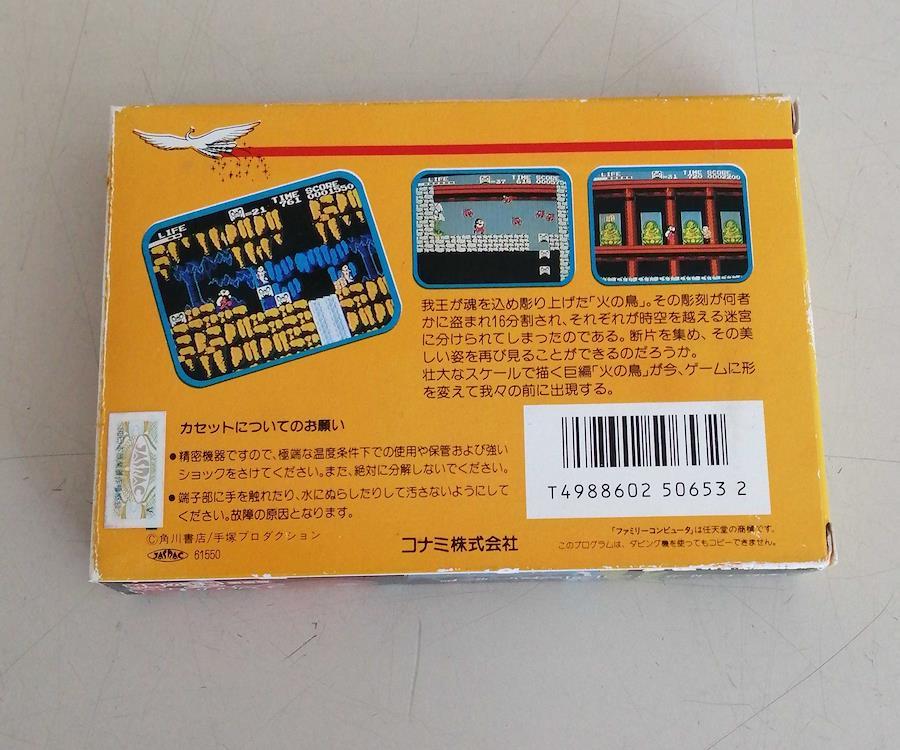 LIFE
=21
TIME SCORE
761 0001550
LIFE
=37
TIME SCORE
LIFE
=31
TIME SCORE
我王が魂を込め彫り上げた「火の鳥」。その彫刻が何者
かに盗まれ16分割され、それぞれが時空を越える迷宮
に分けられてしまったのである。断片を集め、その美
しい姿を再び見ることができるのだろうか。
壮大なスケールで描く巨編「火の鳥」が今、ゲームに形
を変えて我々の前に出現する。
カセットについてのお願い
●精密機器ですので、極端な温度条件下での使用や保管および強い
ショックをさけてください。また、絶対に分解しないでください。
●端子部に手を触れたり、水にぬらしたりして汚さないようにして
ください。故障の原因となります。
Ⓒ角川書店/手塚プロダクション
JASRAC 61550
JASRAC
V
コナミ株式会社
T4988602 50653 2
「ファミリーコンピュータ」は任天堂の商標です。
このプログラムは、ダビング機を使ってもコピーできません。